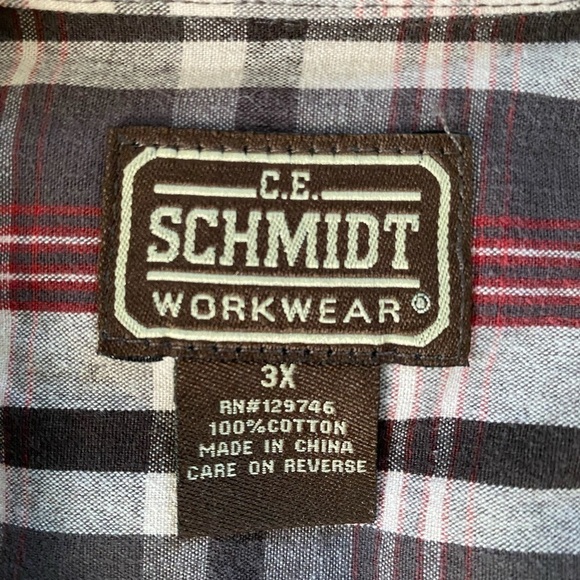 C.E.
SCHMIDT
WORKWEAR®
3X
RN#129746
100%COTTON
MADE IN CHINA
CARE ON REVERSE